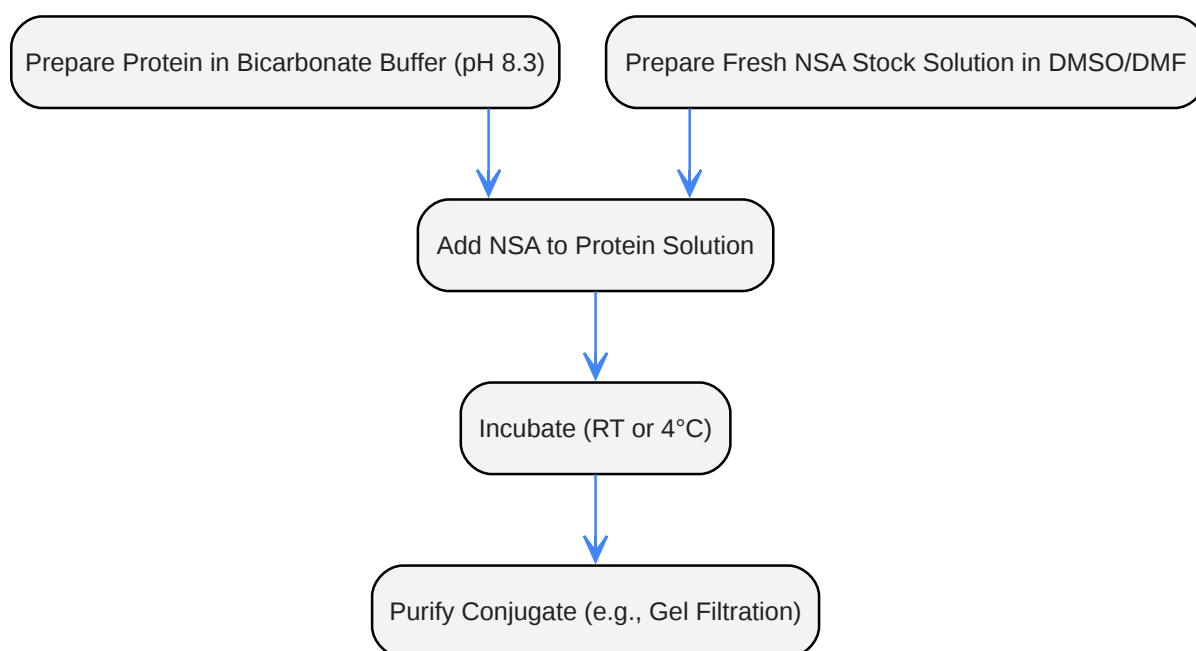 Prepare Protein in Bicarbonate Buffer (pH 8.3)
Prepare Fresh NSA Stock Solution in DMSO/DMF
Add NSA to Protein Solution
Incubate (RT or 4°C)
Purify Conjugate (e.g., Gel Filtration)